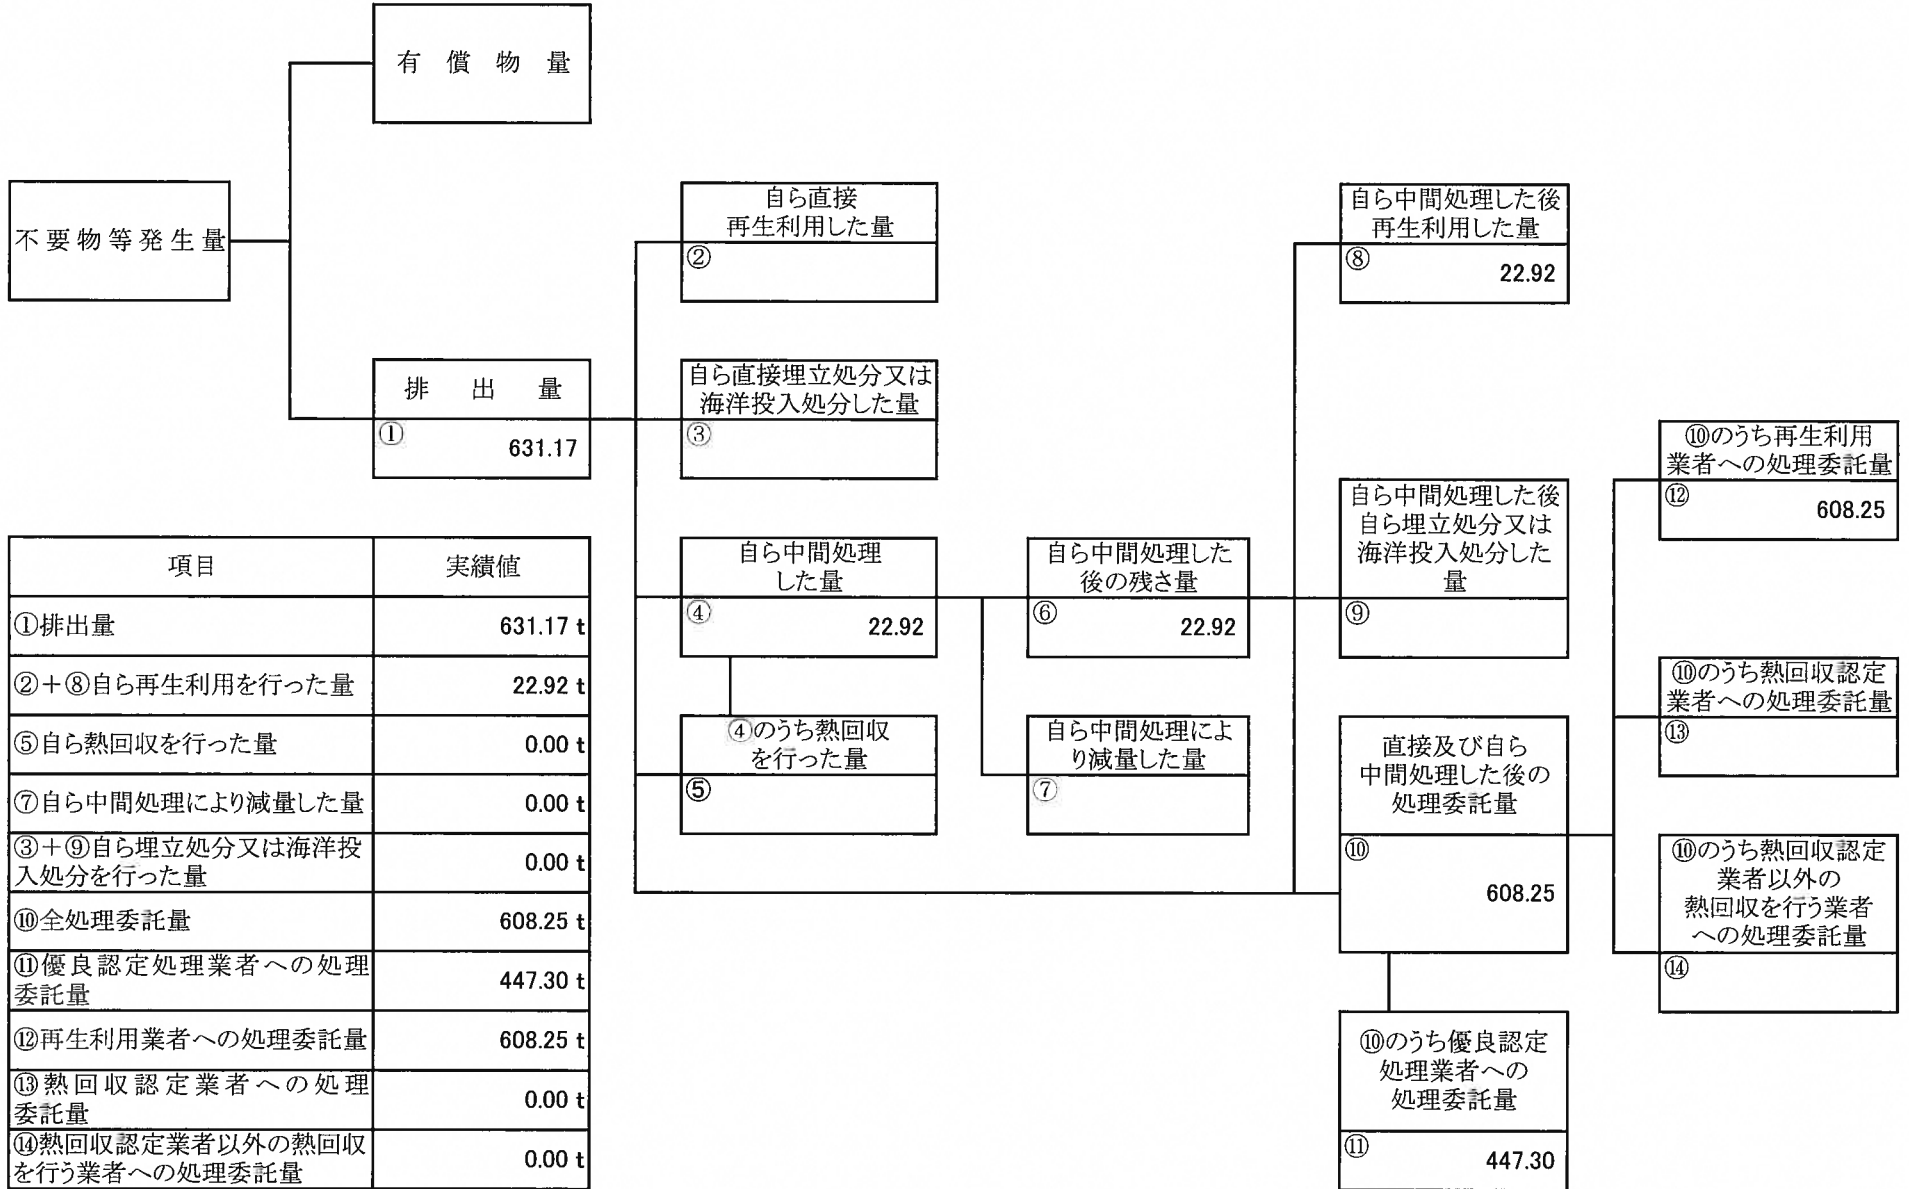 有償物量
不要物等発生量
排出量
①
631.17
自ら直接
再生利用した量
②
自ら直接埋立処分又は
海洋投入処分した量
③
自ら中間処理
した量
④
22.92
④のうち熱回収
を行った量
⑤
自ら中間処理した
後の残さ量
⑥
22.92
自ら中間処理によ
り減量した量
⑦
自ら中間処理した後
再生利用した量
⑧
22.92
自ら中間処理した後
自ら埋立処分又は
海洋投入処分した
量
⑨
直接及び自ら
中間処理した後の
処理委託量
⑩
608.25
⑩のうち優良認定
処理業者への
処理委託量
⑪
447.30
⑩のうち再生利用
業者への処理委託量
⑫
608.25
⑩のうち熱回収認定
業者への処理委託量
⑬
⑩のうち熱回収認定
業者以外の
熱回収を行う業者
への処理委託量
⑭
項目 実績値
①排出量 631.17 t
②+⑧自ら再生利用を行った量 22.92 t
⑤自ら熱回収を行った量 0.00 t
⑦自ら中間処理により減量した量 0.00 t
③+⑨自ら埋立処分又は海洋投
入処分を行った量 0.00 t
⑩全処理委託量 608.25 t
⑪優良認定処理業者への処理
委託量 447.30 t
⑫再生利用業者への処理委託量 608.25 t
⑬熱回収認定業者への処理
委託量 0.00 t
⑭熱回収認定業者以外の熱回収
を行う業者への処理委託量 0.00 t